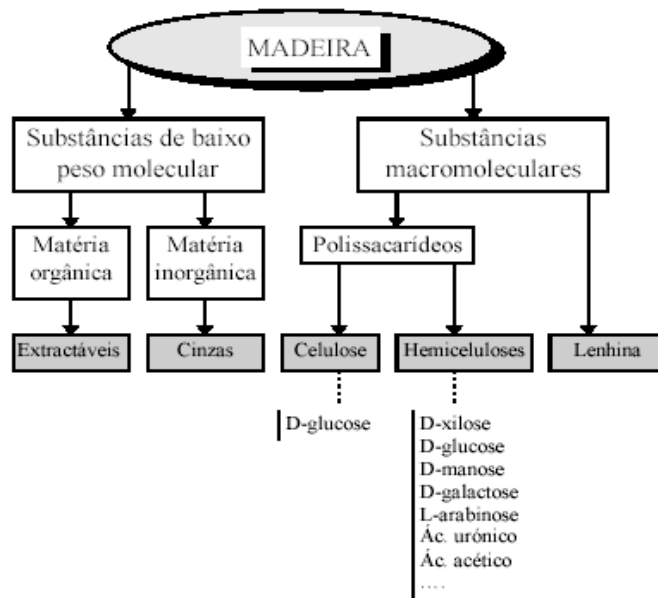 MADEIRA
Substâncias de baixo
peso molecular
Substâncias
macromoleculares
Matéria
orgânica
Matéria
inorgânica
Polissacarídeos
Extractáveis
Cinzas
Celulose
Hemiceluloses
Lenhina
D-glucose
D-xilose
D-glucose
D-manose
D-galactose
L-arabinose
Ác. urónico
Ác. acético
....